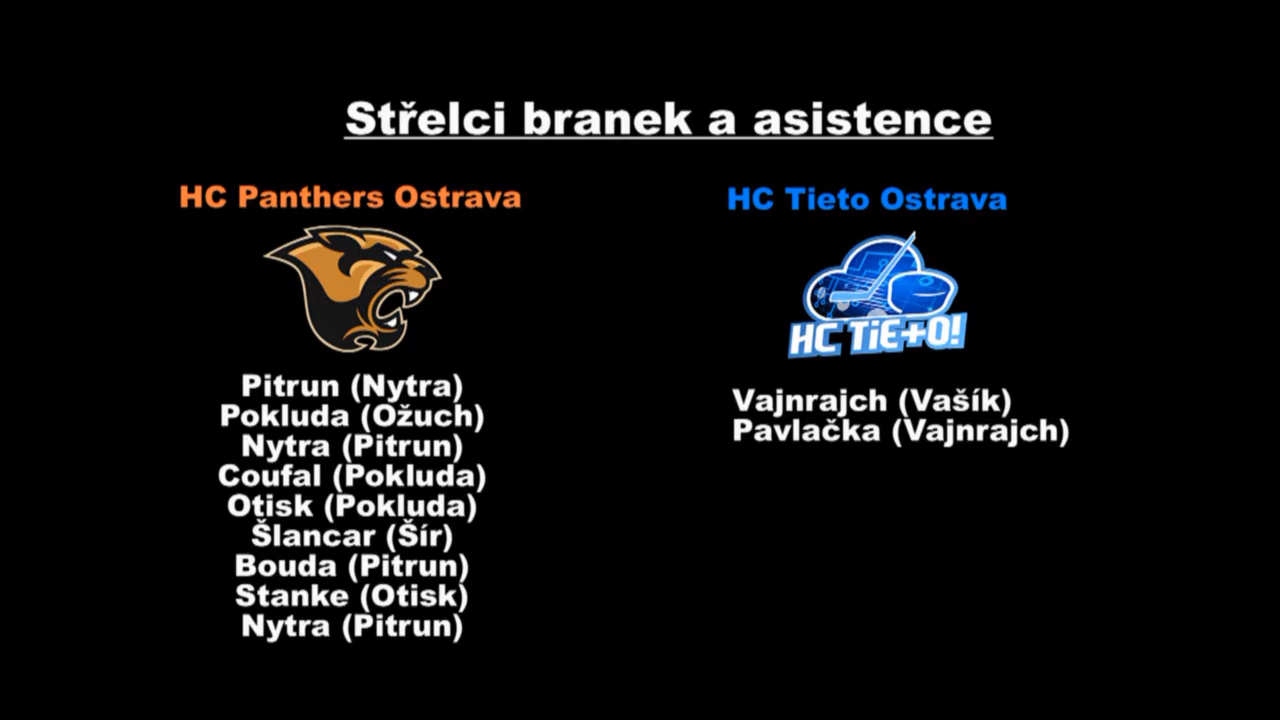 Střelci branek a asistence
HC Panthers Ostrava
Pitrun (Nytra)
Pokluda (Ožuch)
Nytra (Pitrun)
Coufal (Pokluda)
Otisk (Pokluda)
Šlancar (Šír)
Bouda (Pitrun)
Stanke (Otisk)
Nytra (Pitrun)
HC Tieto Ostrava
HC TiE+O!
Vajnrajch (Vašík)
Pavlačka (Vajnrajch)